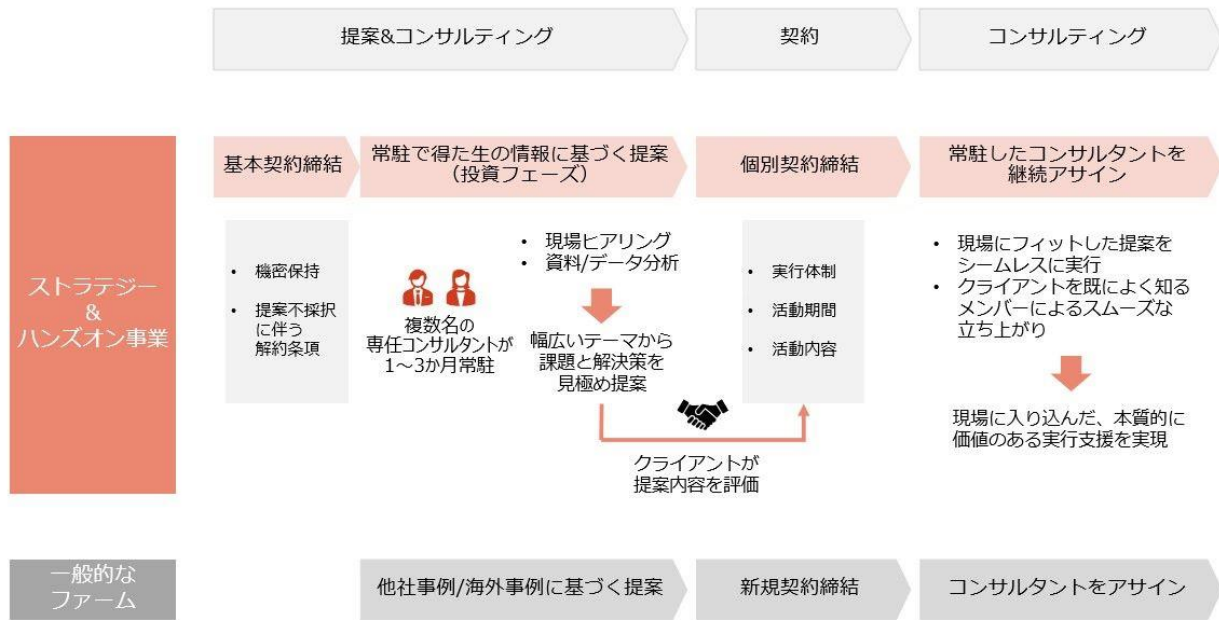 提案&コンサルティング
契約
コンサルティング
ストラテジー
&
ハンズオン事業
基本契約締結
常駐で得た生の情報に基づく提案
（投資フェーズ）
個別契約締結
常駐したコンサルタントを
継続アサイン
• 機密保持
• 提案不採択
に伴う
解約条項
複数名の
専任コンサルタントが
1～3か月常駐
• 現場ヒアリング
• 資料/データ分析
幅広いテーマから
課題と解決策を
見極め提案
クライアントが
提案内容を評価
• 実行体制
• 活動期間
• 活動内容
• 現場にフィットした提案を
シームレスに実行
• クライアントを既によく知る
メンバーによるスムーズな
立ち上がり
現場に入り込んだ、本質的に
価値のある実行支援を実現
一般的な
ファーム
他社事例/海外事例に基づく提案
新規契約締結
コンサルタントをアサイン